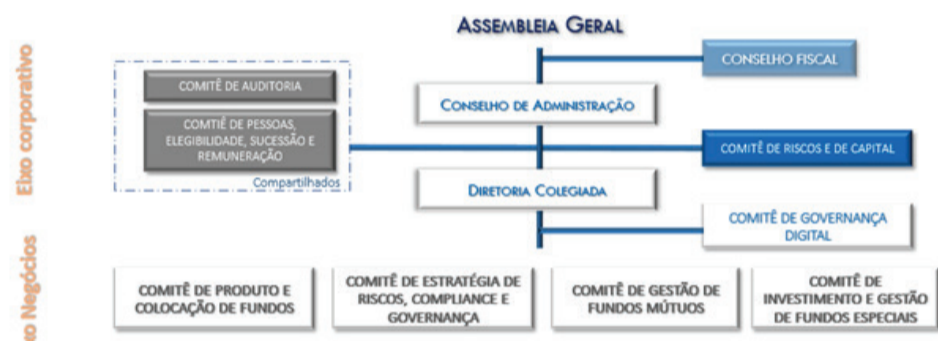 Eixo corporativo
ASSEMBLEIA GERAL
CONSELHO FISCAL
COMITÊ DE AUDITORIA
CONSELHO DE ADMINISTRAÇÃO
COMTIÊ DE PESSOAS,
ELEGIBILIDADE, SUCESSÃO E
REMUNERAÇÃO
COMITÊ DE RISCOS E DE CAPITAL
Compartilhados
DIRETORIA COLEGIADA
COMITÊ DE GOVERNANÇA
DIGITAL
xo Negócios
COMITÊ DE PRODUTO E
COLOCAÇÃO DE FUNDOS
COMITÊ DE ESTRATÉGIA DE
RISCOS, COMPLIANCE E
GOVERNANÇA
COMITÊ DE GESTÃO DE
FUNDOS MÚTUOS
COMITÊ DE
INVESTIMENTO E GESTÃO
DE FUNDOS ESPECIAIS